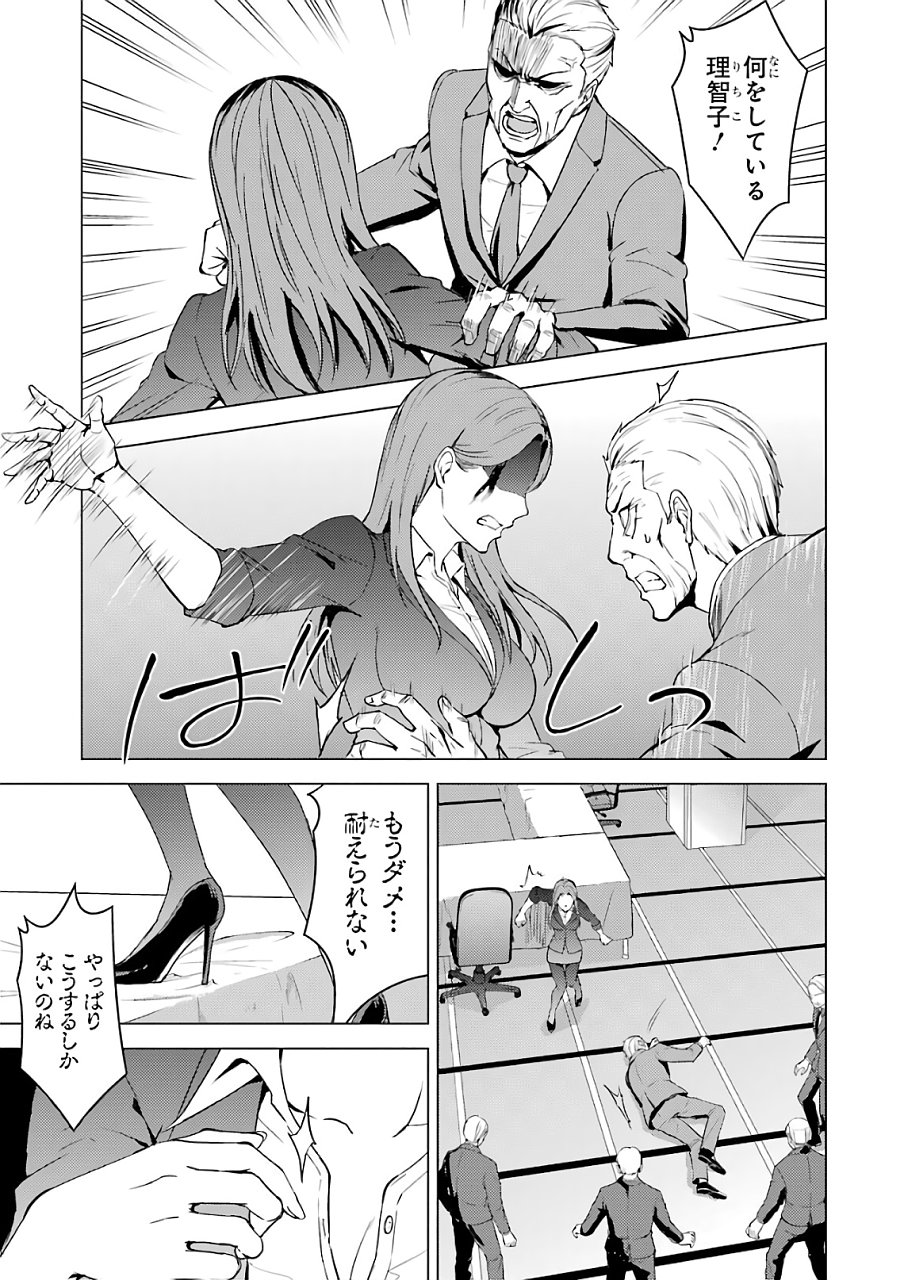 何をしている
理智子！
ばしっ
もうダメ…
耐えられない
やっぱり
こうするしか
ないのね